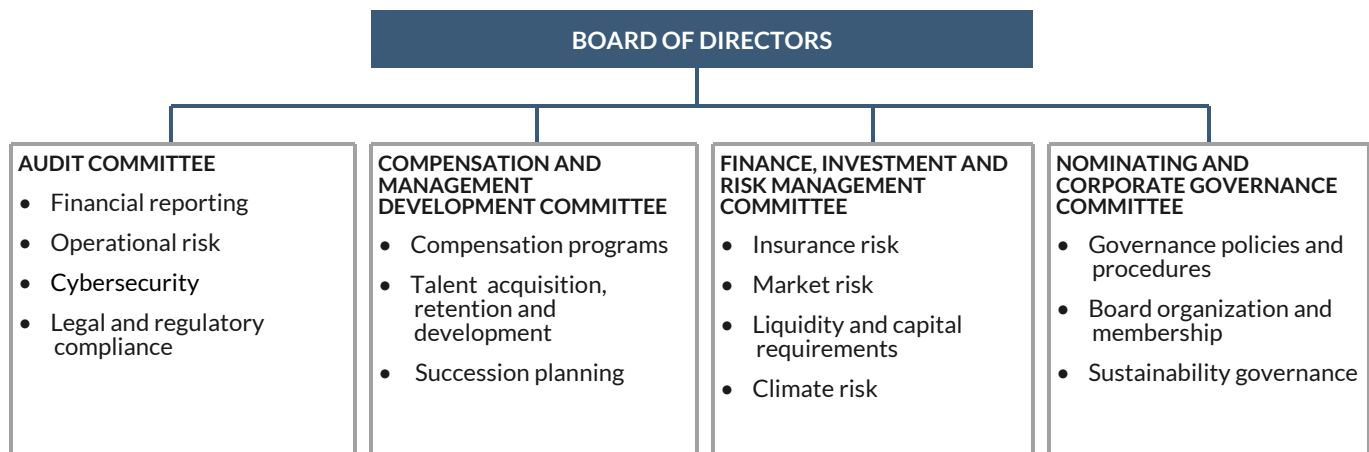 BOARD OF DIRECTORS
AUDIT COMMITTEE
• Financial reporting
• Operational risk
• Cybersecurity
• Legal and regulatory
compliance
COMPENSATION AND
MANAGEMENT
DEVELOPMENT COMMITTEE
• Compensation programs
• Talent acquisition,
retention and
development
• Succession planning
FINANCE, INVESTMENT AND
RISK MANAGEMENT
COMMITTEE
• Insurance risk
• Market risk
• Liquidity and capital
requirements
• Climate risk
NOMINATING AND
CORPORATE GOVERNANCE
COMMITTEE
• Governance policies and
procedures
• Board organization and
membership
• Sustainability governance